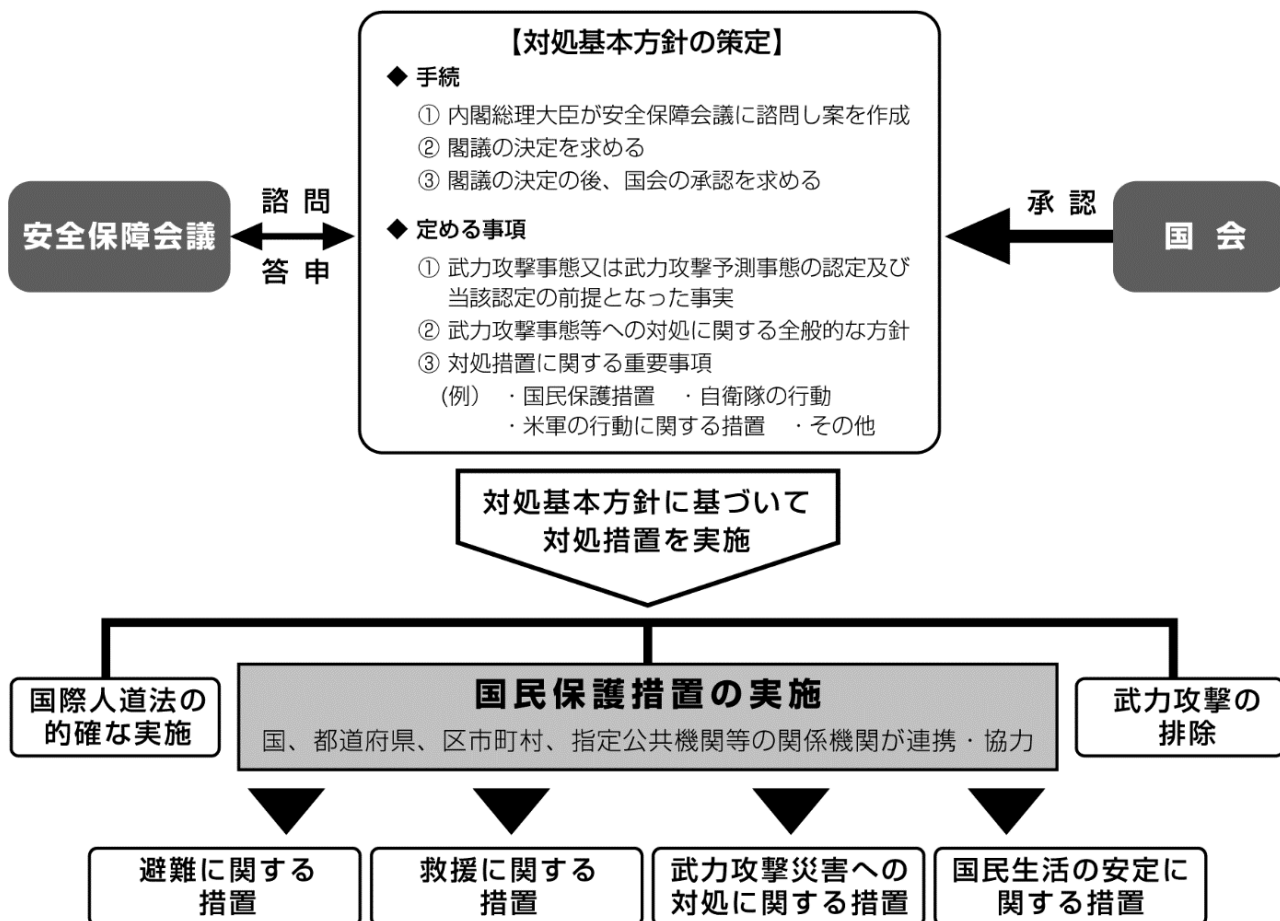 【対処基本方針の策定】
◆ 手続
① 内閣総理大臣が安全保障会議に諮問し案を作成
② 閣議の決定を求める
③ 閣議の決定の後、国会の承認を求める
◆ 定める事項
① 武力攻撃事態又は武力攻撃予測事態の認定及び
当該認定の前提となった事実
② 武力攻撃事態等への対処に関する全般的な方針
③ 対処措置に関する重要事項
(例) ・国民保護措置 ・自衛隊の行動
・米軍の行動に関する措置 ・その他
安全保障会議
諮 問
答 申
承 認
国 会
対処基本方針に基づいて
対処措置を実施
国際人道法の
的確な実施
国民保護措置の実施
国、都道府県、区市町村、指定公共機関等の関係機関が連携・協力
武力攻撃の
排除
避難に関する
措置
救援に関する
措置
武力攻撃災害への
対処に関する措置
国民生活の安定に
関する措置